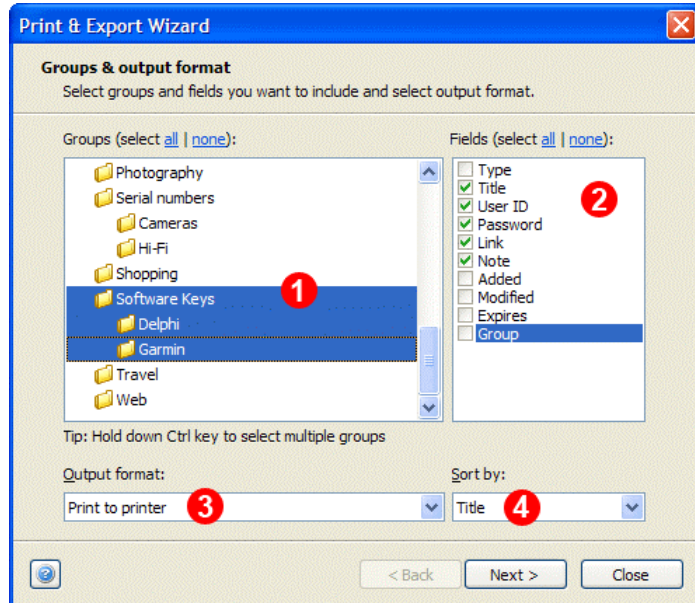 Print & Export Wizard
Groups & output format
Select groups and fields you want to include and select output format.
Groups (select all | none):
Photography
Serial numbers
Cameras
Hi-Fi
Shopping
Software Keys
Delphi
Garmin
Travel
Web
1
Tip: Hold down Ctrl key to select multiple groups
Fields (select all | none):
Type
Title
User ID
Password
Link
Note
Added
Modified
Expires
Group
2
Output format:
Print to printer
3
Sort by:
Title
4
?
< Back
Next >
Close